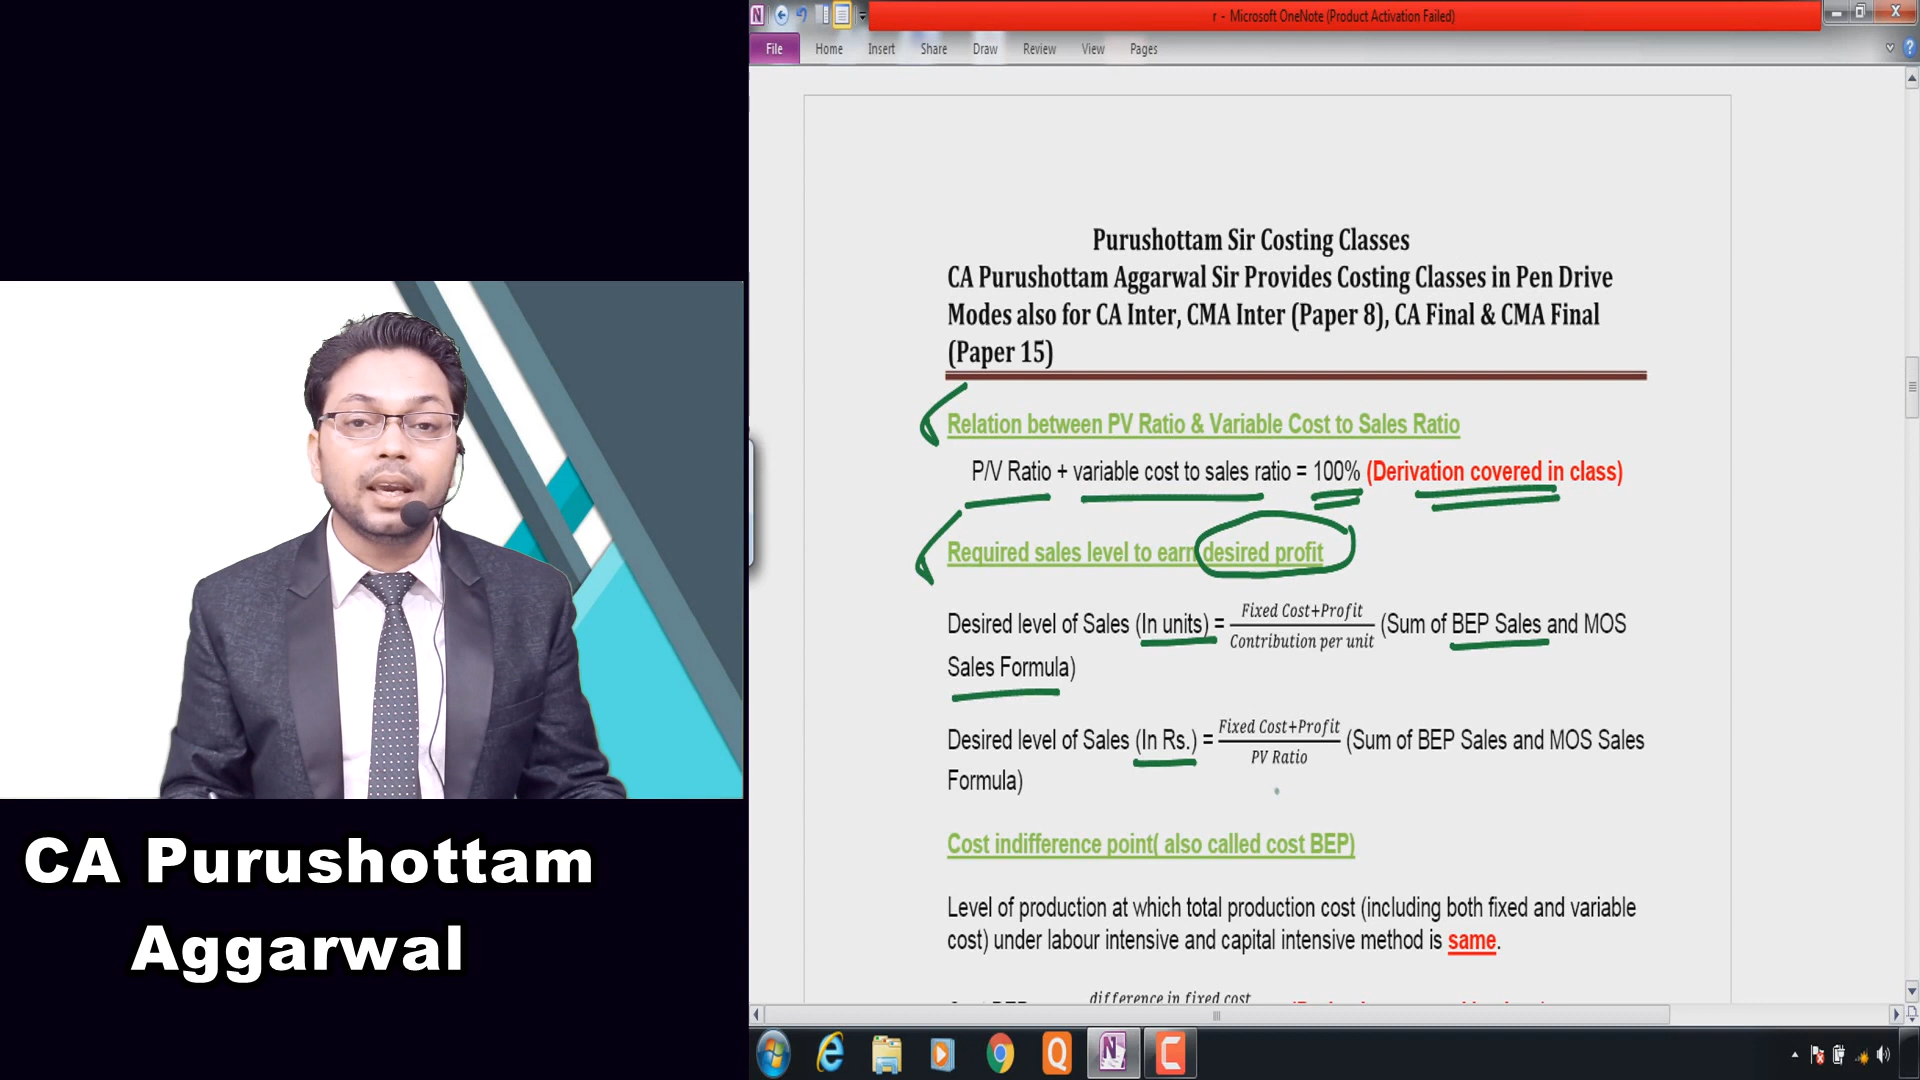 r - Microsoft OneNote (Product Activation Failed)
File Home Insert Share Draw Review View Pages
Purushottam Sir Costing Classes
CA Purushottam Aggarwal Sir Provides Costing Classes in Pen Drive
Modes also for CA Inter, CMA Inter (Paper 8), CA Final & CMA Final
(Paper 15)
Relation between PV Ratio & Variable Cost to Sales Ratio
P/V Ratio + variable cost to sales ratio = 100% (Derivation covered in class)
Required sales level to earn desired profit
Desired level of Sales (In units) = Fixed Cost+Profit / Contribution per unit (Sum of BEP Sales and MOS
Sales Formula)
Desired level of Sales (In Rs.) = Fixed Cost+Profit / PV Ratio (Sum of BEP Sales and MOS Sales
Formula)
Cost indifference point( also called cost BEP)
Level of production at which total production cost (including both fixed and variable
cost) under labour intensive and capital intensive method is same.
difference in fixed cost
CA Purushottam
Aggarwal